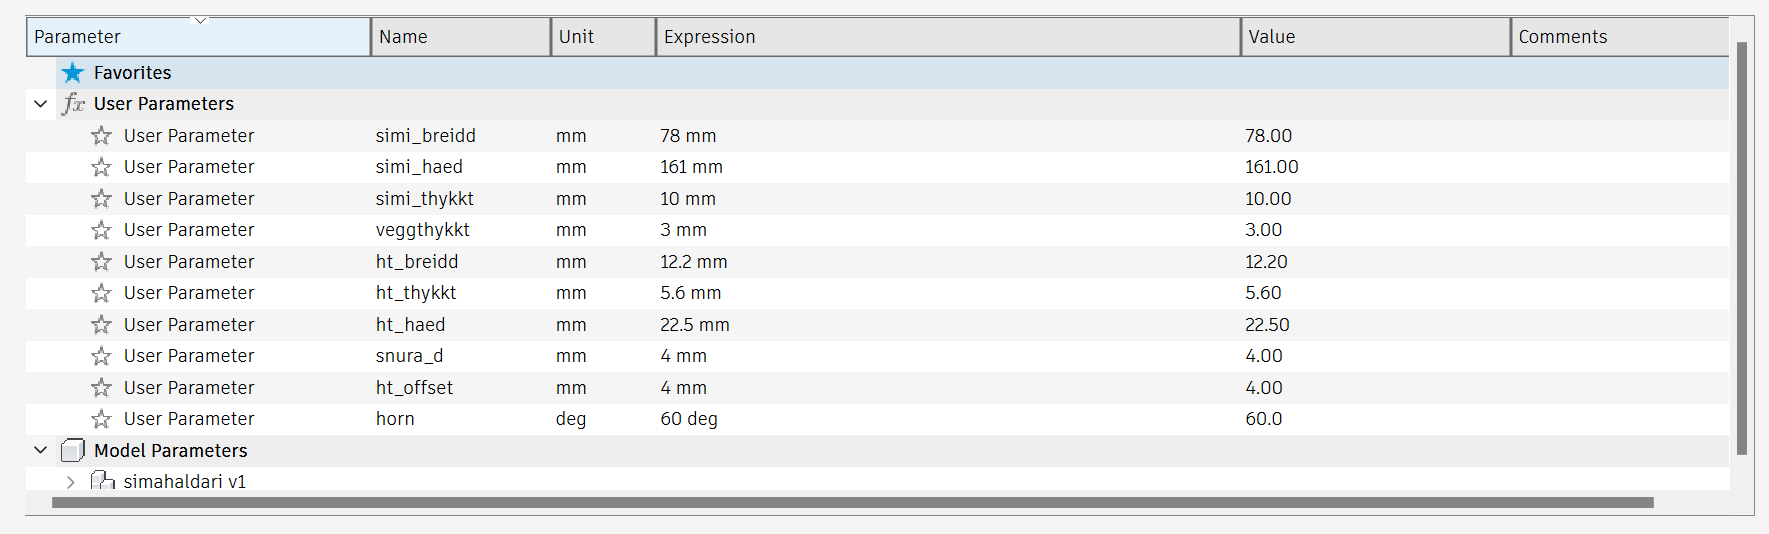 Parameter Name Unit Expression Value Comments
Favorites
fx User Parameters
User Parameter simi_breidd mm 78 mm 78.00
User Parameter simi_haed mm 161 mm 161.00
User Parameter simi_thykkt mm 10 mm 10.00
User Parameter veggthykkt mm 3 mm 3.00
User Parameter ht_breidd mm 12.2 mm 12.20
User Parameter ht_thykkt mm 5.6 mm 5.60
User Parameter ht_haed mm 22.5 mm 22.50
User Parameter snura_d mm 4 mm 4.00
User Parameter ht_offset mm 4 mm 4.00
User Parameter horn deg 60 deg 60.0
Model Parameters
simahaldari v1